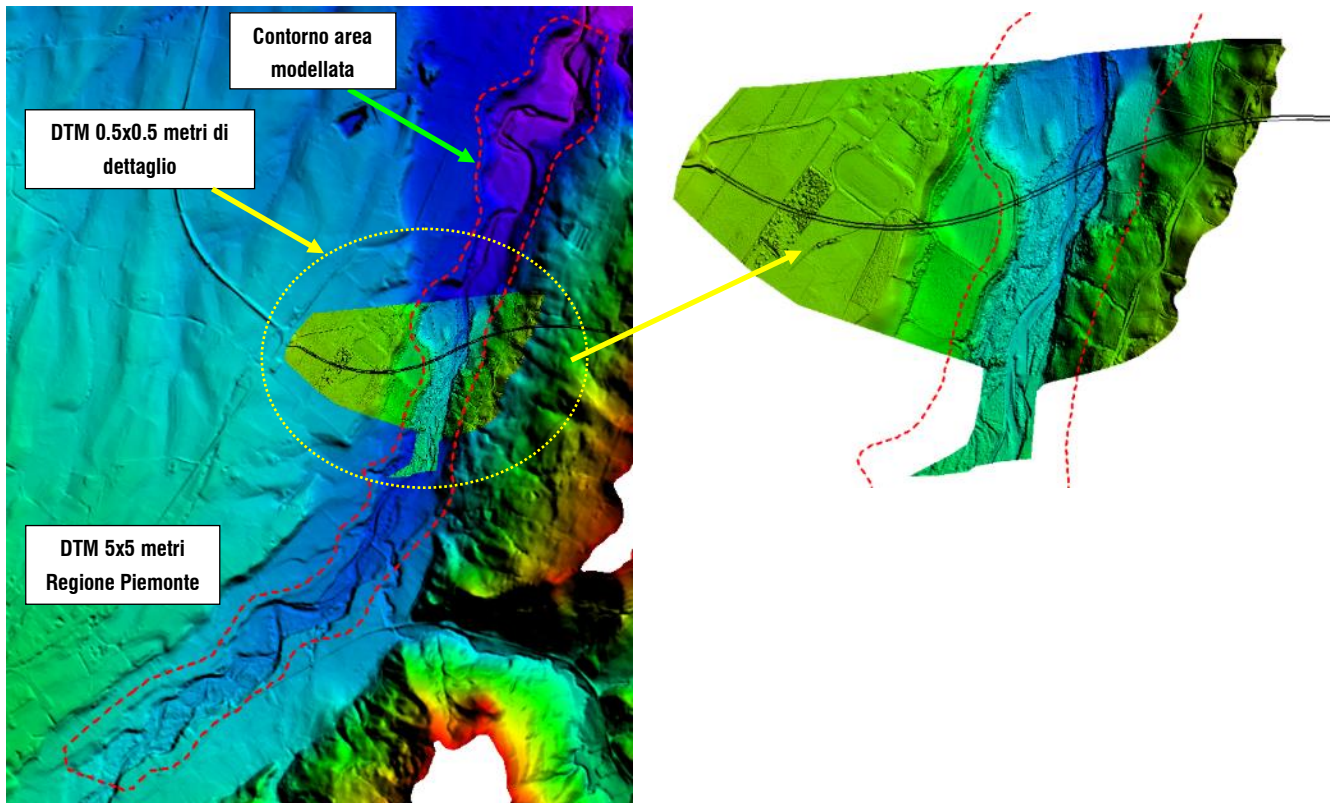 Contorno area
modellata
DTM 0.5x0.5 metri di
dettaglio
DTM 5x5 metri
Regione Piemonte